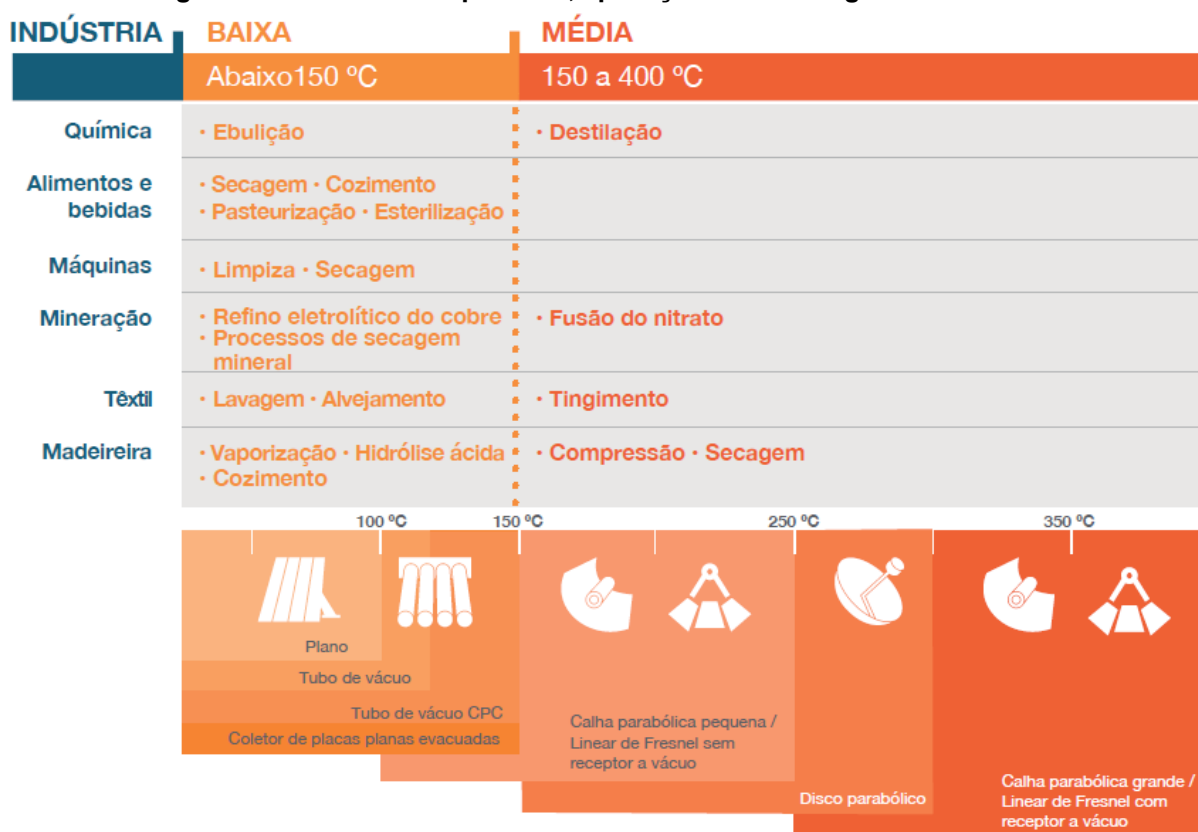 INDÚSTRIA BAIXA MÉDIA
Abaixo150 ºC 150 a 400 ºC
Química · Ebulição · Destilação
Alimentos e · Secagem · Cozimento
bebidas · Pasteurização · Esterilização
Máquinas · Limpiza · Secagem
Mineração · Refino eletrolítico do cobre · Fusão do nitrato
· Processos de secagem
mineral
Têxtil · Lavagem · Alvejamento · Tingimento
Madeireira · Vaporização · Hidrólise ácida · Compressão · Secagem
· Cozimento
100 ºC 150 ºC 250 ºC 350 ºC
Plano
Tubo de vácuo
Tubo de vácuo CPC
Coletor de placas planas evacuadas
Calha parabólica pequena /
Linear de Fresnel sem
receptor a vácuo
Disco parabólico
Calha parabólica grande /
Linear de Fresnel com
receptor a vácuo